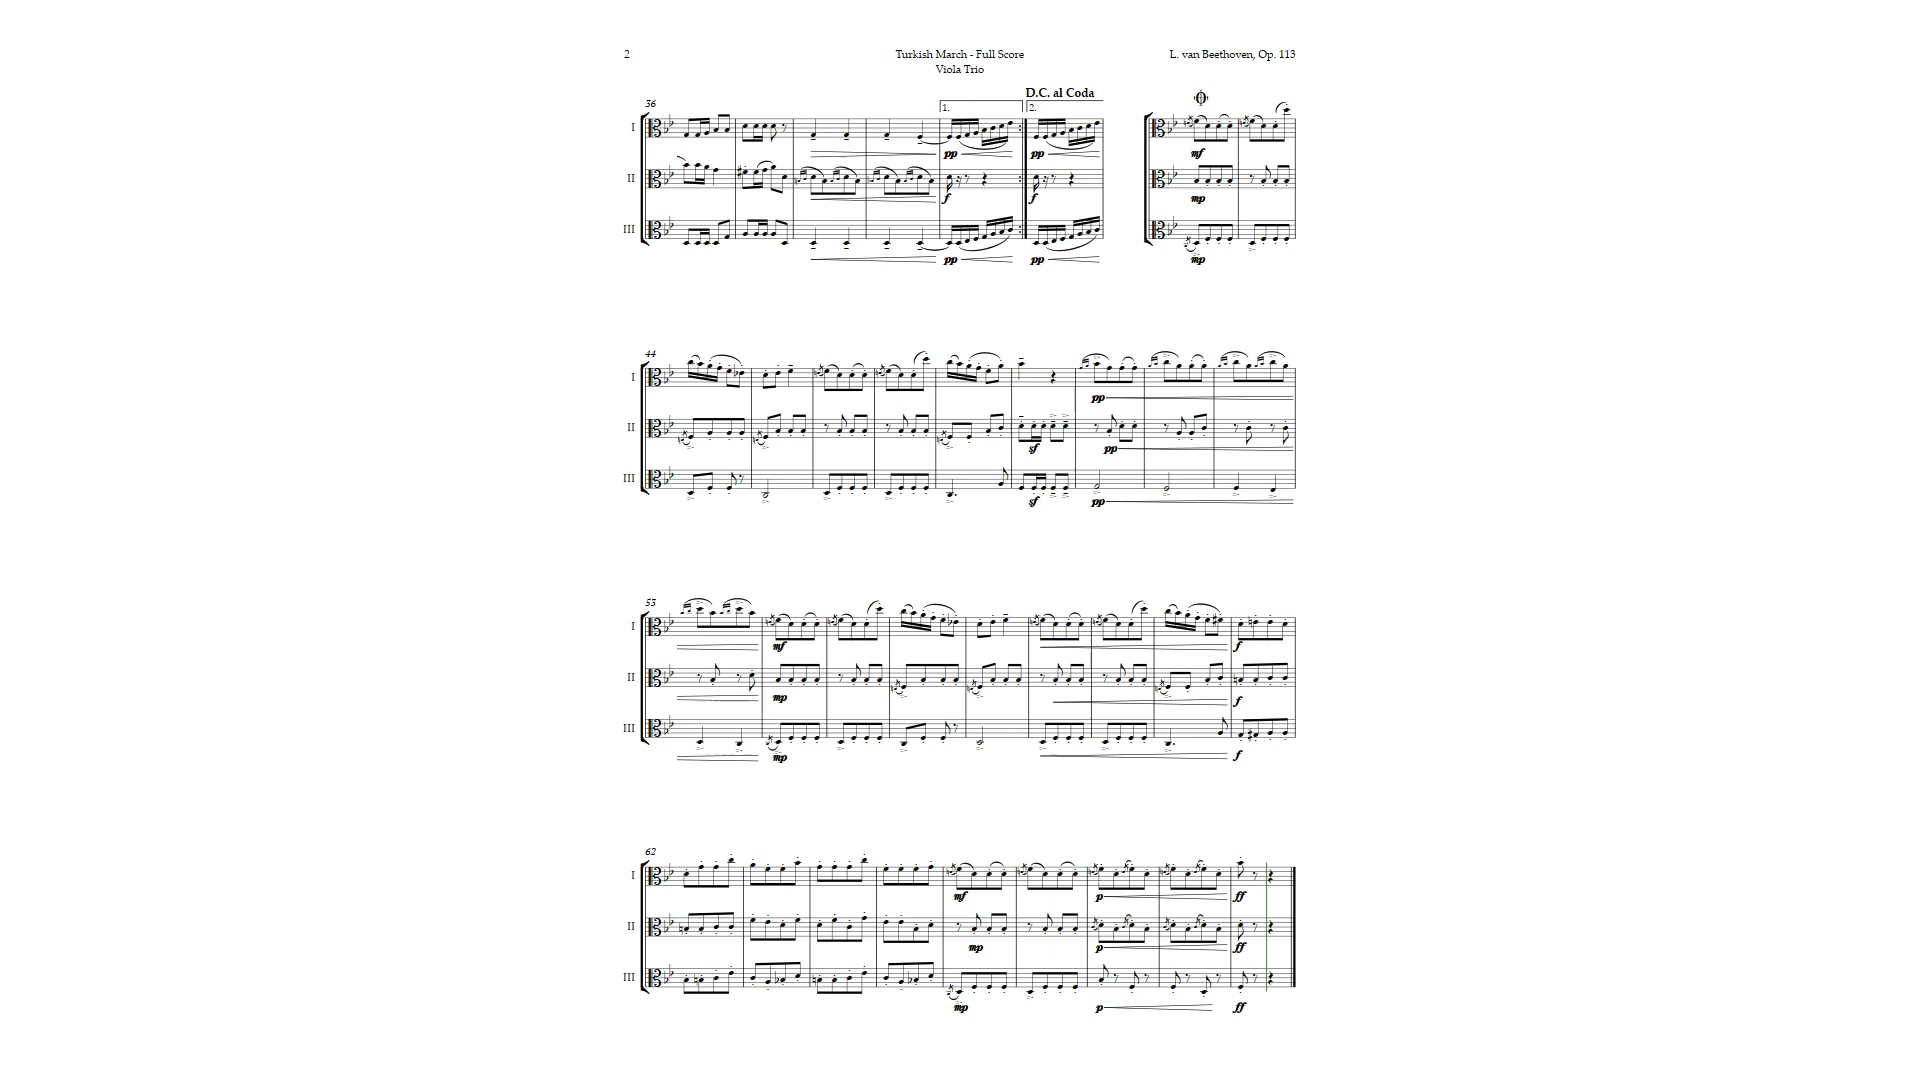 2
Turkish March - Full Score
L. van Beethoven, Op. 113
Viola Trio
D.C. al Coda
36
1.
2.
I
mf
pp
pp
II
mp
f
f
III
mp
pp
pp
44
I
pp
II
sf
pp
III
sf
pp
53
I
mf
f
II
mp
f
III
mp
f
62
I
mf
p
ff
II
mp
p
ff
III
mp
p
ff